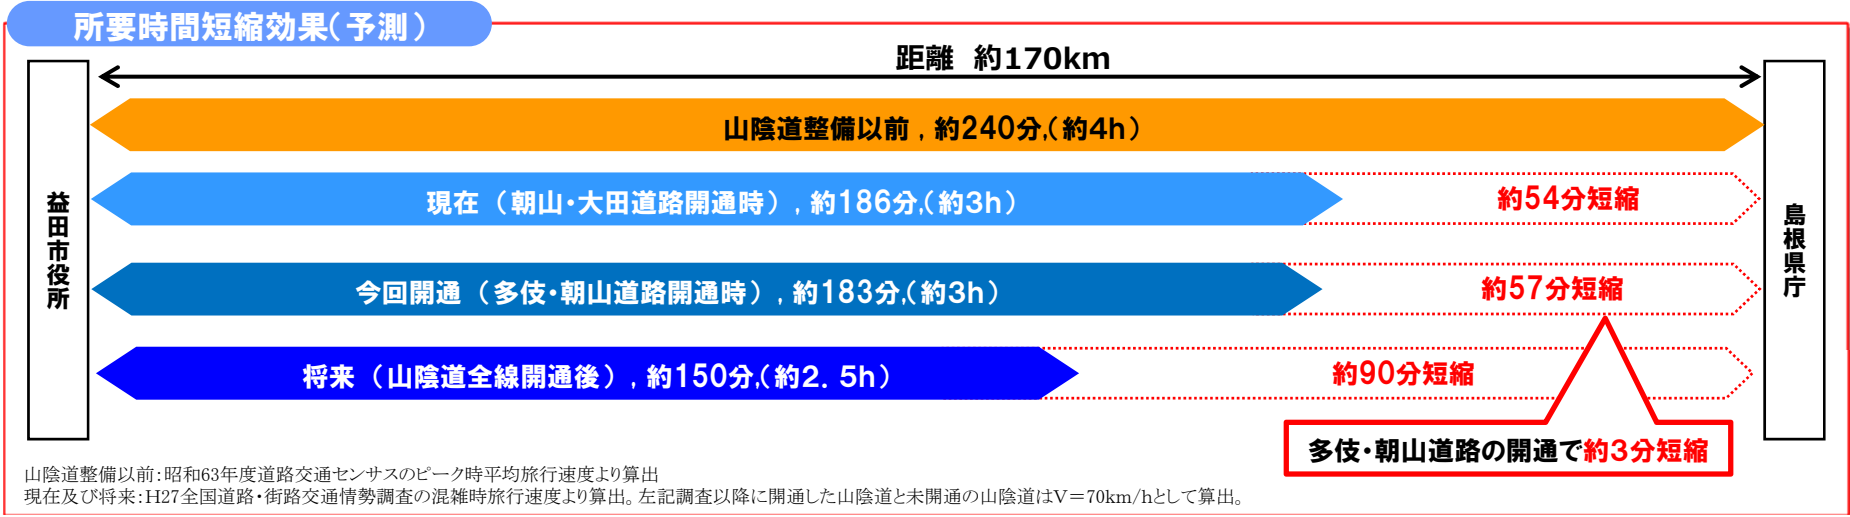 所要時間短縮効果(予測)
距離 約170km
益田市役所
島根県庁
山陰道整備以前,約240分,(約4h)
現在(朝山・大田道路開通時),約186分,(約3h)
約54分短縮
今回開通(多伎・朝山道路開通時),約183分,(約3h)
約57分短縮
将来(山陰道全線開通後),約150分,(約2.5h)
約90分短縮
多伎・朝山道路の開通で約3分短縮
山陰道整備以前:昭和63年度道路交通センサスのピーク時平均旅行速度より算出
現在及び将来:H27全国道路・街路交通情勢調査の混雑時旅行速度より算出。左記調査以降に開通した山陰道と未開通の山陰道はV=70km/hとして算出。